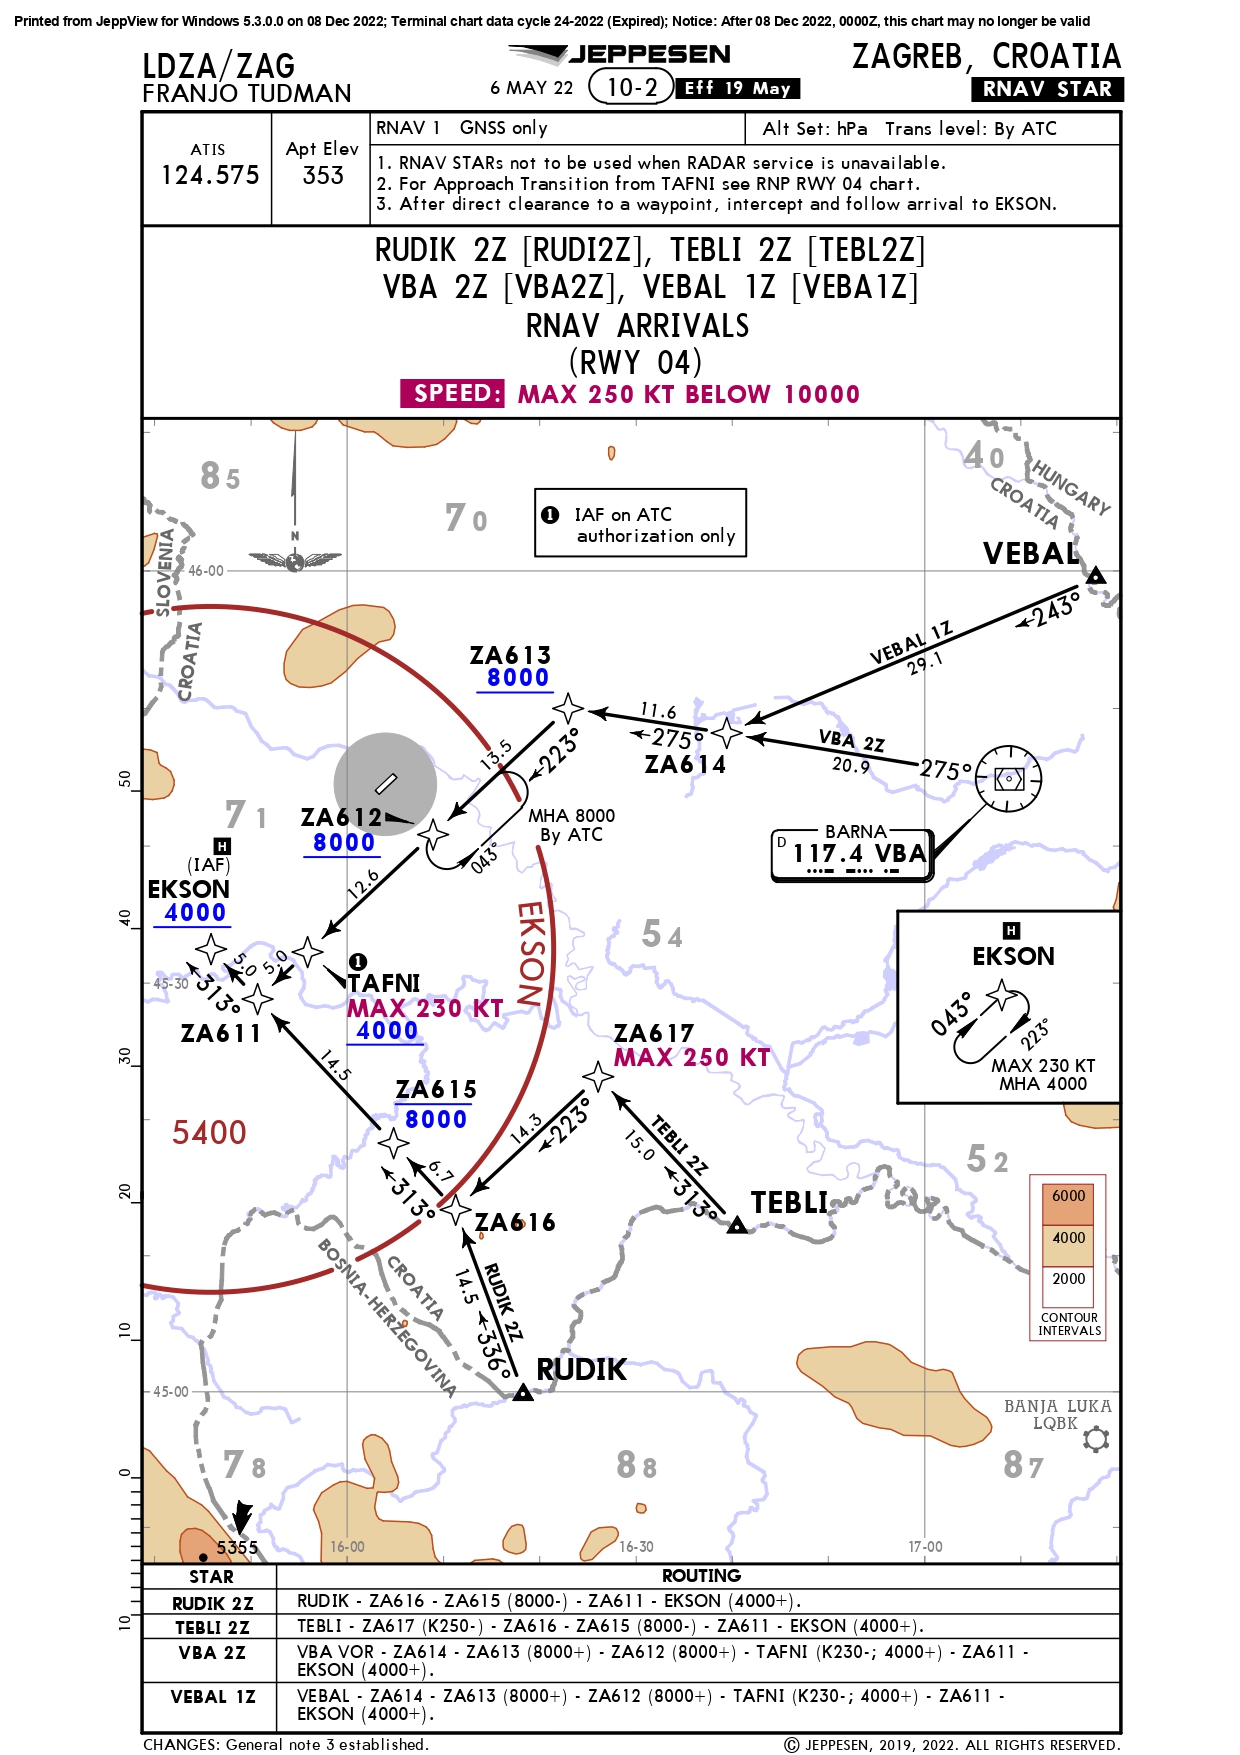 Printed from JeppView for Windows 5.3.0.0 on 08 Dec 2022; Terminal chart data cycle 24-2022 (Expired); Notice: After 08 Dec 2022, 0000Z, this chart may no longer be valid
LDZA/ZAG
FRANJO TUDMAN
JEPPESEN
6 MAY 22 10-2 Eff 19 May
ZAGREB, CROATIA
RNAV STAR
ATIS
124.575
Apt Elev
353
RNAV 1 GNSS only
Alt Set: hPa Trans level: By ATC
1. RNAV STARs not to be used when RADAR service is unavailable.
2. For Approach Transition from TAFNI see RNP RWY 04 chart.
3. After direct clearance to a waypoint, intercept and follow arrival to EKSON.
RUDIK 2Z [RUDI2Z], TEBLI 2Z [TEBL2Z]
VBA 2Z [VBA2Z], VEBAL 1Z [VEBA1Z]
RNAV ARRIVALS
(RWY 04)
SPEED: MAX 250 KT BELOW 10000
85
70
40
HUNGARY
CROATIA
1 IAF on ATC
authorization only
N
SLOVENIA
CROATIA
46-00
VEBAL
243°
VEBAL 1Z
29.1
ZA613
8000
11.6
275°
ZA614
VBA 2Z
20.9
275°
13.5
223°
MHA 8000
By ATC
043°
ZA612
8000
71
BARNA
D 117.4 VBA
H
(IAF)
EKSON
4000
12.6
5.0
5.0
313°
45-30
ZA611
1
TAFNI
MAX 230 KT
4000
EKSON
54
H
EKSON
043°
223°
MAX 230 KT
MHA 4000
ZA617
MAX 250 KT
14.5
ZA615
8000
5400
14.3
223°
TEBLI 2Z
15.0
313°
TEBLI
52
6.7
313°
ZA616
6000
4000
2000
CONTOUR
INTERVALS
CROATIA
BOSNIA-HERZEGOVINA
RUDIK 2Z
14.5
336°
RUDIK
45-00
BANJA LUKA
LQBK
78
88
87
5355
16-00
16-30
17-00
50
40
30
20
10
0
10
STAR ROUTING
RUDIK 2Z RUDIK - ZA616 - ZA615 (8000-) - ZA611 - EKSON (4000+).
TEBLI 2Z TEBLI - ZA617 (K250-) - ZA616 - ZA615 (8000-) - ZA611 - EKSON (4000+).
VBA 2Z VBA VOR - ZA614 - ZA613 (8000+) - ZA612 (8000+) - TAFNI (K230-; 4000+) - ZA611 -
EKSON (4000+).
VEBAL 1Z VEBAL - ZA614 - ZA613 (8000+) - ZA612 (8000+) - TAFNI (K230-; 4000+) - ZA611 -
EKSON (4000+).
CHANGES: General note 3 established.
© JEPPESEN, 2019, 2022. ALL RIGHTS RESERVED.